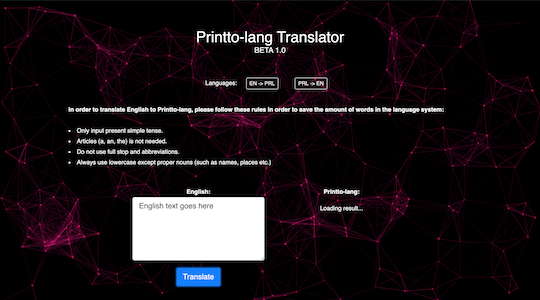 Printto-lang Translator
BETA 1.0
Languages: EN -> PRL PRL -> EN
In order to translate English to Printto-lang, please follow these rules in order to save the amount of words in the language system:
Only input present simple tense.
Articles (a, an, the) is not needed.
Do not use full stop and abbreviations.
Always use lowercase except proper nouns (such as names, places etc.)
English: Printto-lang:
English text goes here
Loading result...
Translate